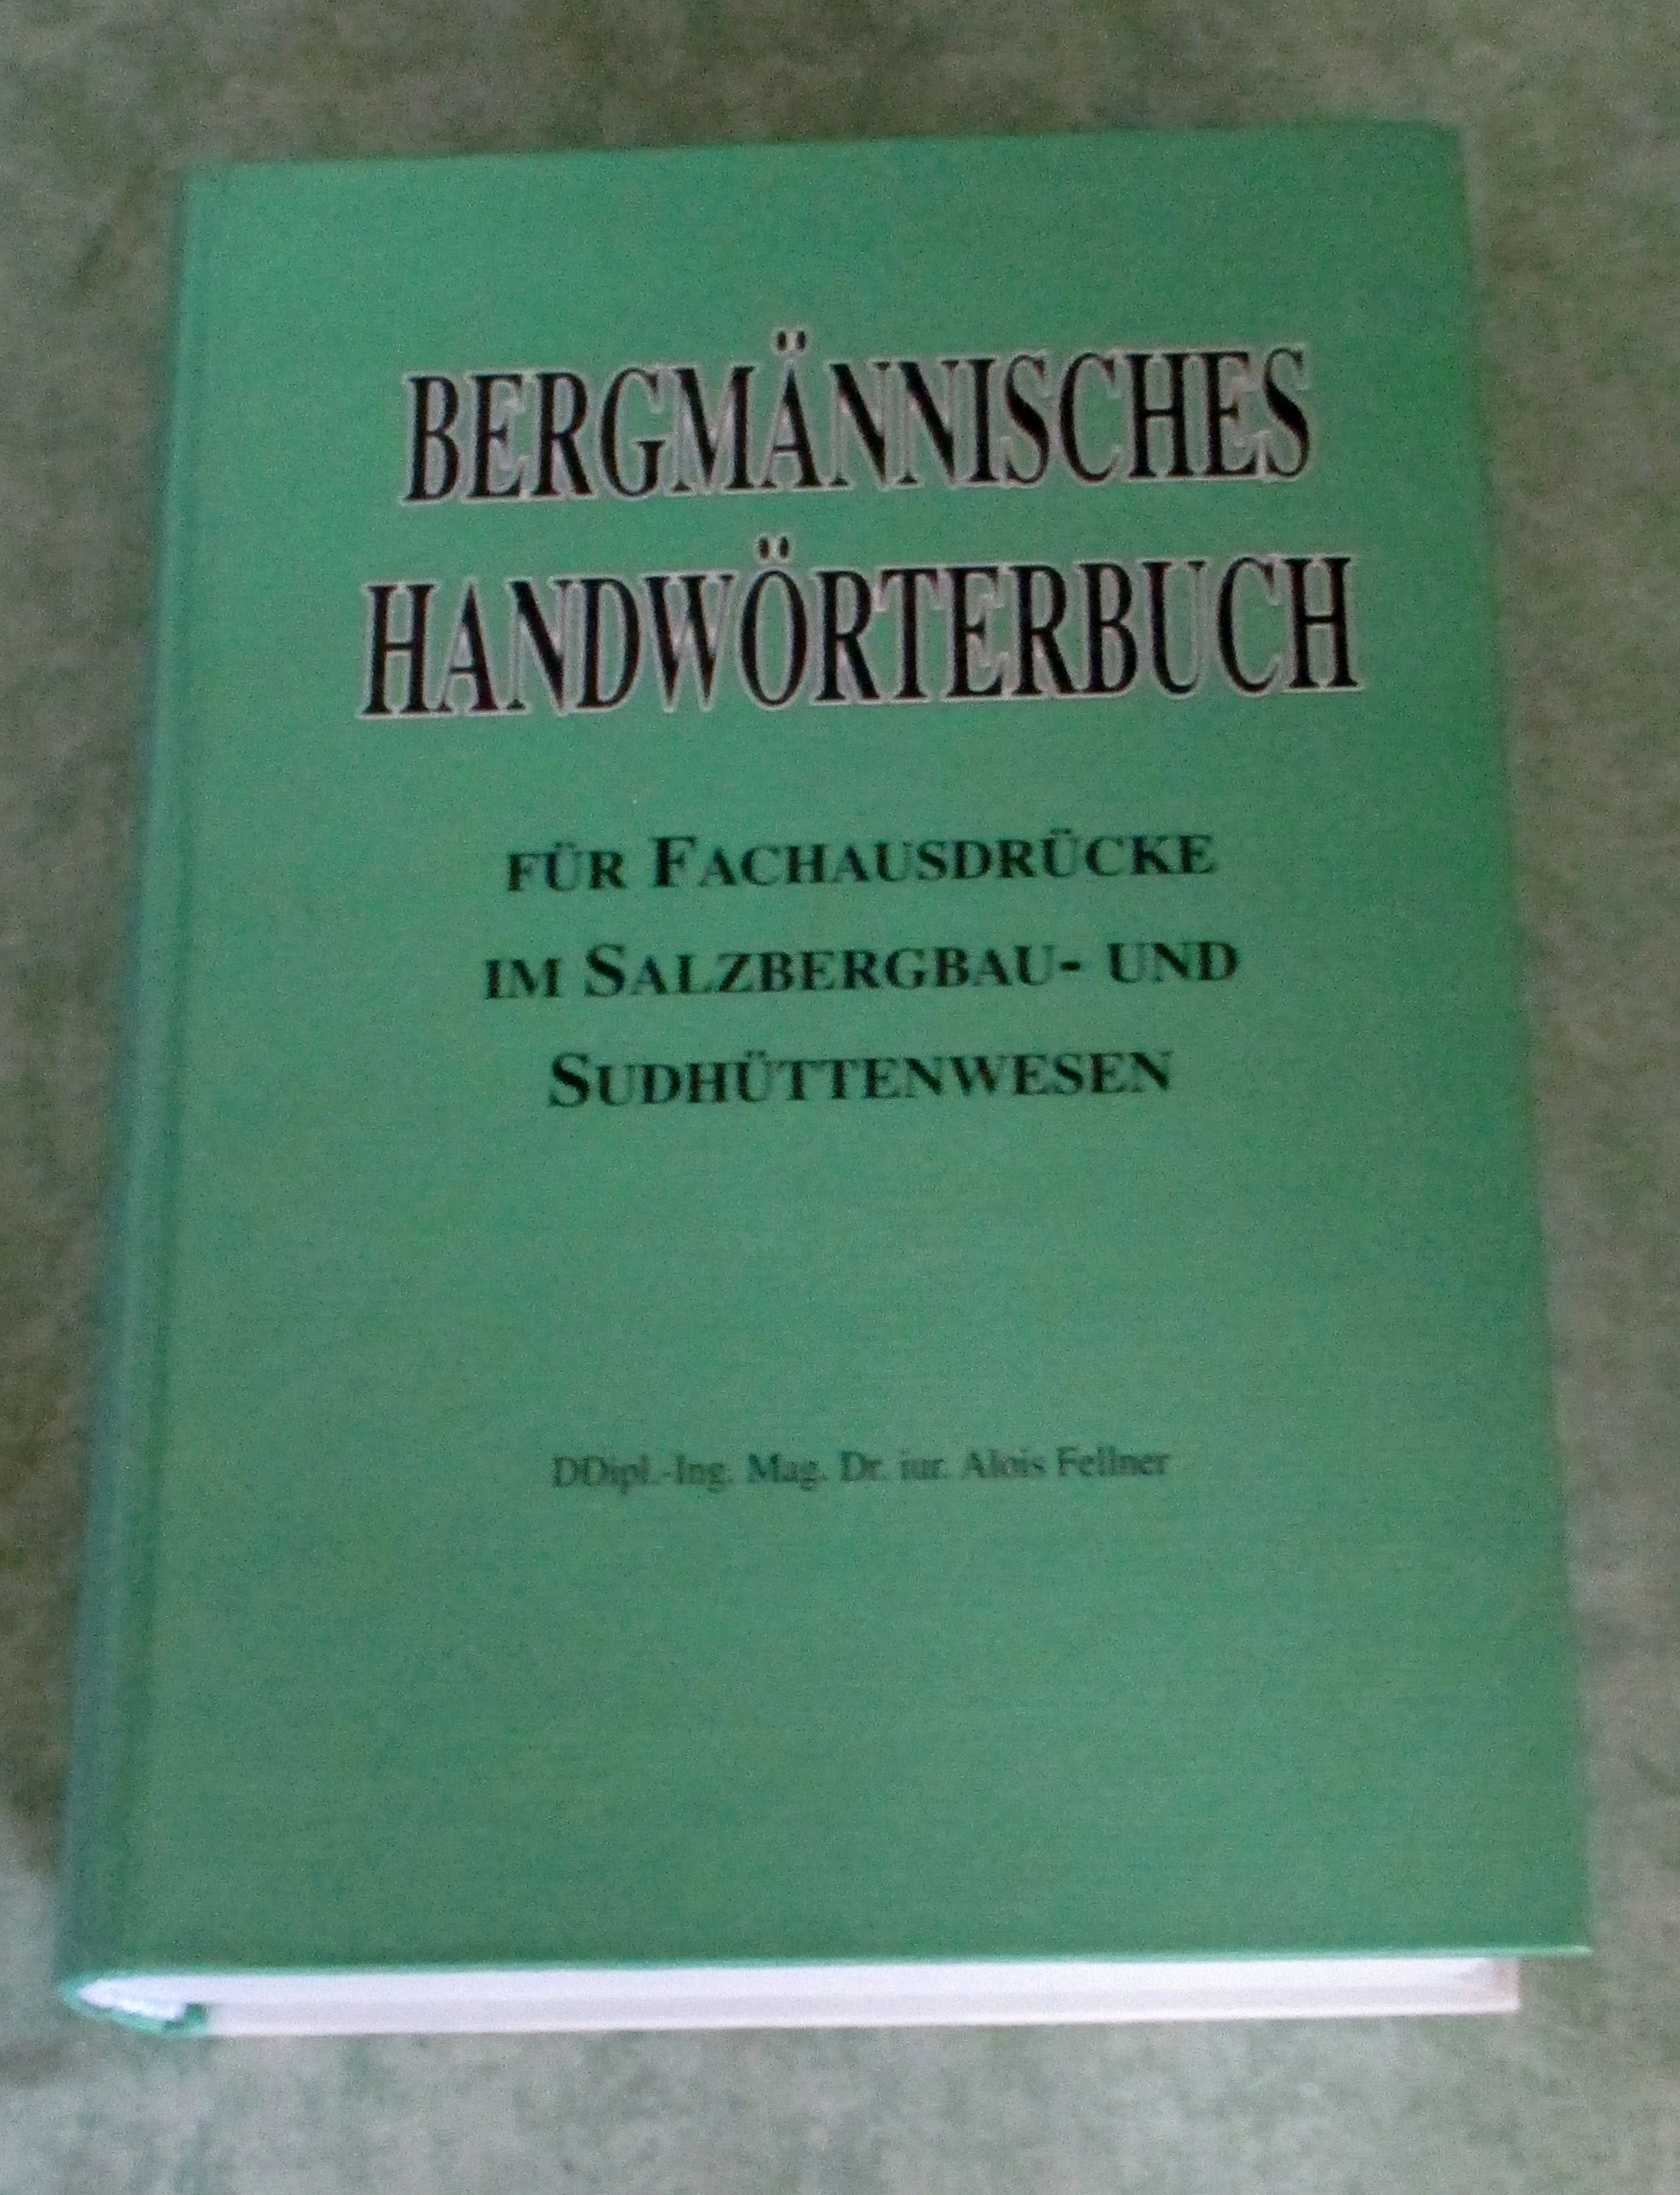 BERGMÄNNISCHES
HANDWÖRTERBUCH
FÜR FACHAUSDRÜCKE
IM SALZBERGBAU- UND
SUDHÜTTENWESEN
DDipl.-Ing. Mag. Dr. iur. Alois Fellner